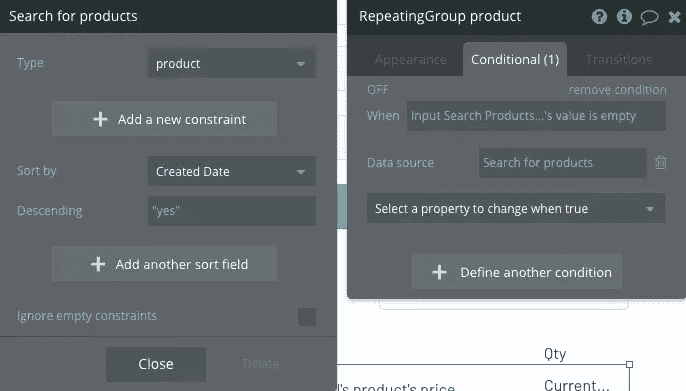 Search for products
Type product
Add a new constraint
Sort by Created Date
Descending "yes"
Add another sort field
Ignore empty constraints
Close Delete
RepeatingGroup product
Appearance Conditional (1) Transitions
OFF remove condition
When Input Search Products...'s value is empty
Data source Search for products
Select a property to change when true
Define another condition
Qty
l's product's price Current...